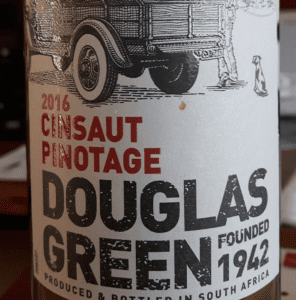 2016
CINSAUT
PINOTAGE
DOUGLAS
GREEN
FOUNDED
1942
PRODUCED & BOTTLED IN SOUTH AFRICA